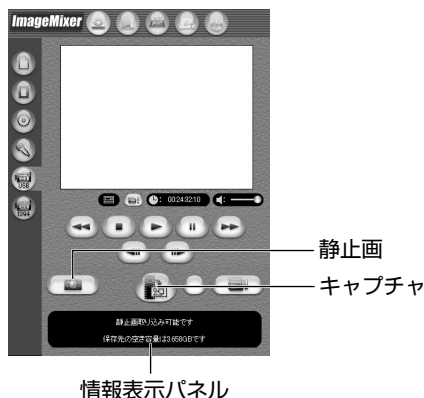 ImageMixer
USB
1394
00:24:32:10
静止画
キャプチャ
静止画取り込み可能です
保存先の空き容量は3.658GBです
情報表示パネル